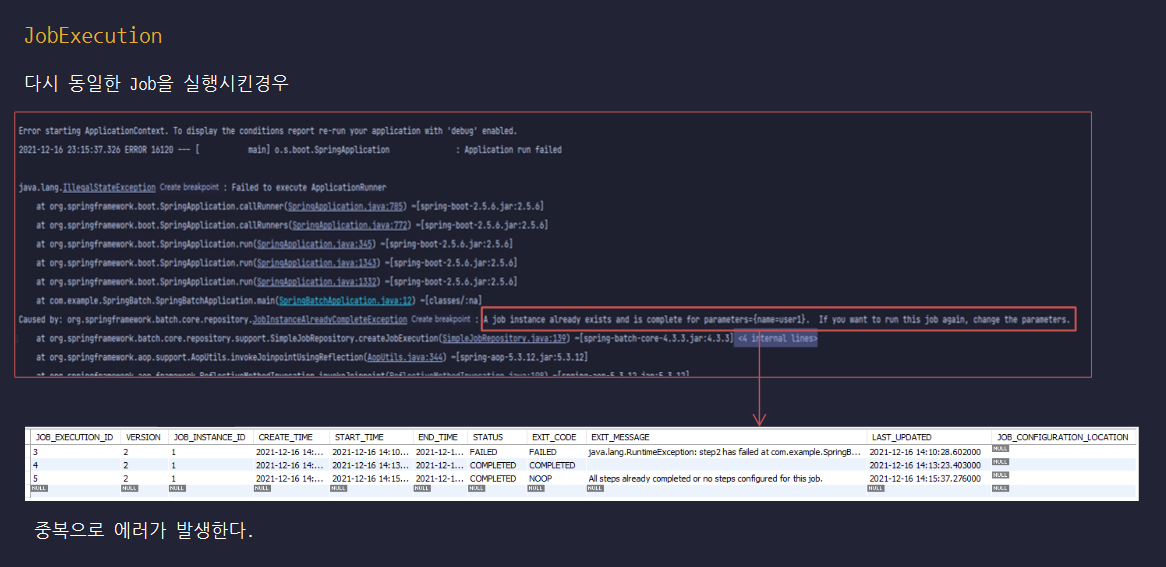 JobExecution
다시 동일한 Job을 실행시킨경우
Error starting ApplicationContext. To display the conditions report re-run your application with 'debug' enabled.
2021-12-16 23:15:37.326 ERROR 16120 --- [           main] o.s.boot.SpringApplication               : Application run failed
java.lang.IllegalStateException Create breakpoint : Failed to execute ApplicationRunner
at org.springframework.boot.SpringApplication.callRunner(SpringApplication.java:785) ~[spring-boot-2.5.6.jar:2.5.6]
at org.springframework.boot.SpringApplication.callRunners(SpringApplication.java:772) ~[spring-boot-2.5.6.jar:2.5.6]
at org.springframework.boot.SpringApplication.run(SpringApplication.java:345) ~[spring-boot-2.5.6.jar:2.5.6]
at org.springframework.boot.SpringApplication.run(SpringApplication.java:1343) ~[spring-boot-2.5.6.jar:2.5.6]
at org.springframework.boot.SpringApplication.run(SpringApplication.java:1332) ~[spring-boot-2.5.6.jar:2.5.6]
at com.example.SpringBatch.SpringBatchApplication.main(SpringBatchApplication.java:12) ~[classes/:na]
Caused by: org.springframework.batch.core.repository.JobInstanceAlreadyCompleteException Create breakpoint : A job instance already exists and is complete for parameters={name=user1}.  If you want to run this job again, change the parameters.
at org.springframework.batch.core.repository.support.SimpleJobRepository.createJobExecution(SimpleJobRepository.java:139) ~[spring-batch-core-4.3.3.jar:4.3.3] <4 internal lines>
at org.springframework.aop.support.AopUtils.invokeJoinpointUsingReflection(AopUtils.java:344) ~[spring-aop-5.3.12.jar:5.3.12]
JOB_EXECUTION_ID VERSION JOB_INSTANCE_ID CREATE_TIME START_TIME END_TIME STATUS EXIT_CODE EXIT_MESSAGE LAST_UPDATED JOB_CONFIGURATION_LOCATION
3 2 1 2021-12-16 14:... 2021-12-16 14:10... 2021-12-1... FAILED FAILED java.lang.RuntimeException: step2 has failed at com.example.SpringB... 2021-12-16 14:10:28.602000 NULL
4 2 1 2021-12-16 14:... 2021-12-16 14:13... 2021-12-1... COMPLETED COMPLETED 2021-12-16 14:13:23.403000 NULL
5 2 1 2021-12-16 14:... 2021-12-16 14:15... 2021-12-1... COMPLETED NOOP All steps already completed or no steps configured for this job. 2021-12-16 14:15:37.276000 NULL
NULL NULL NULL NULL NULL NULL NULL NULL NULL NULL NULL
중복으로 에러가 발생한다.